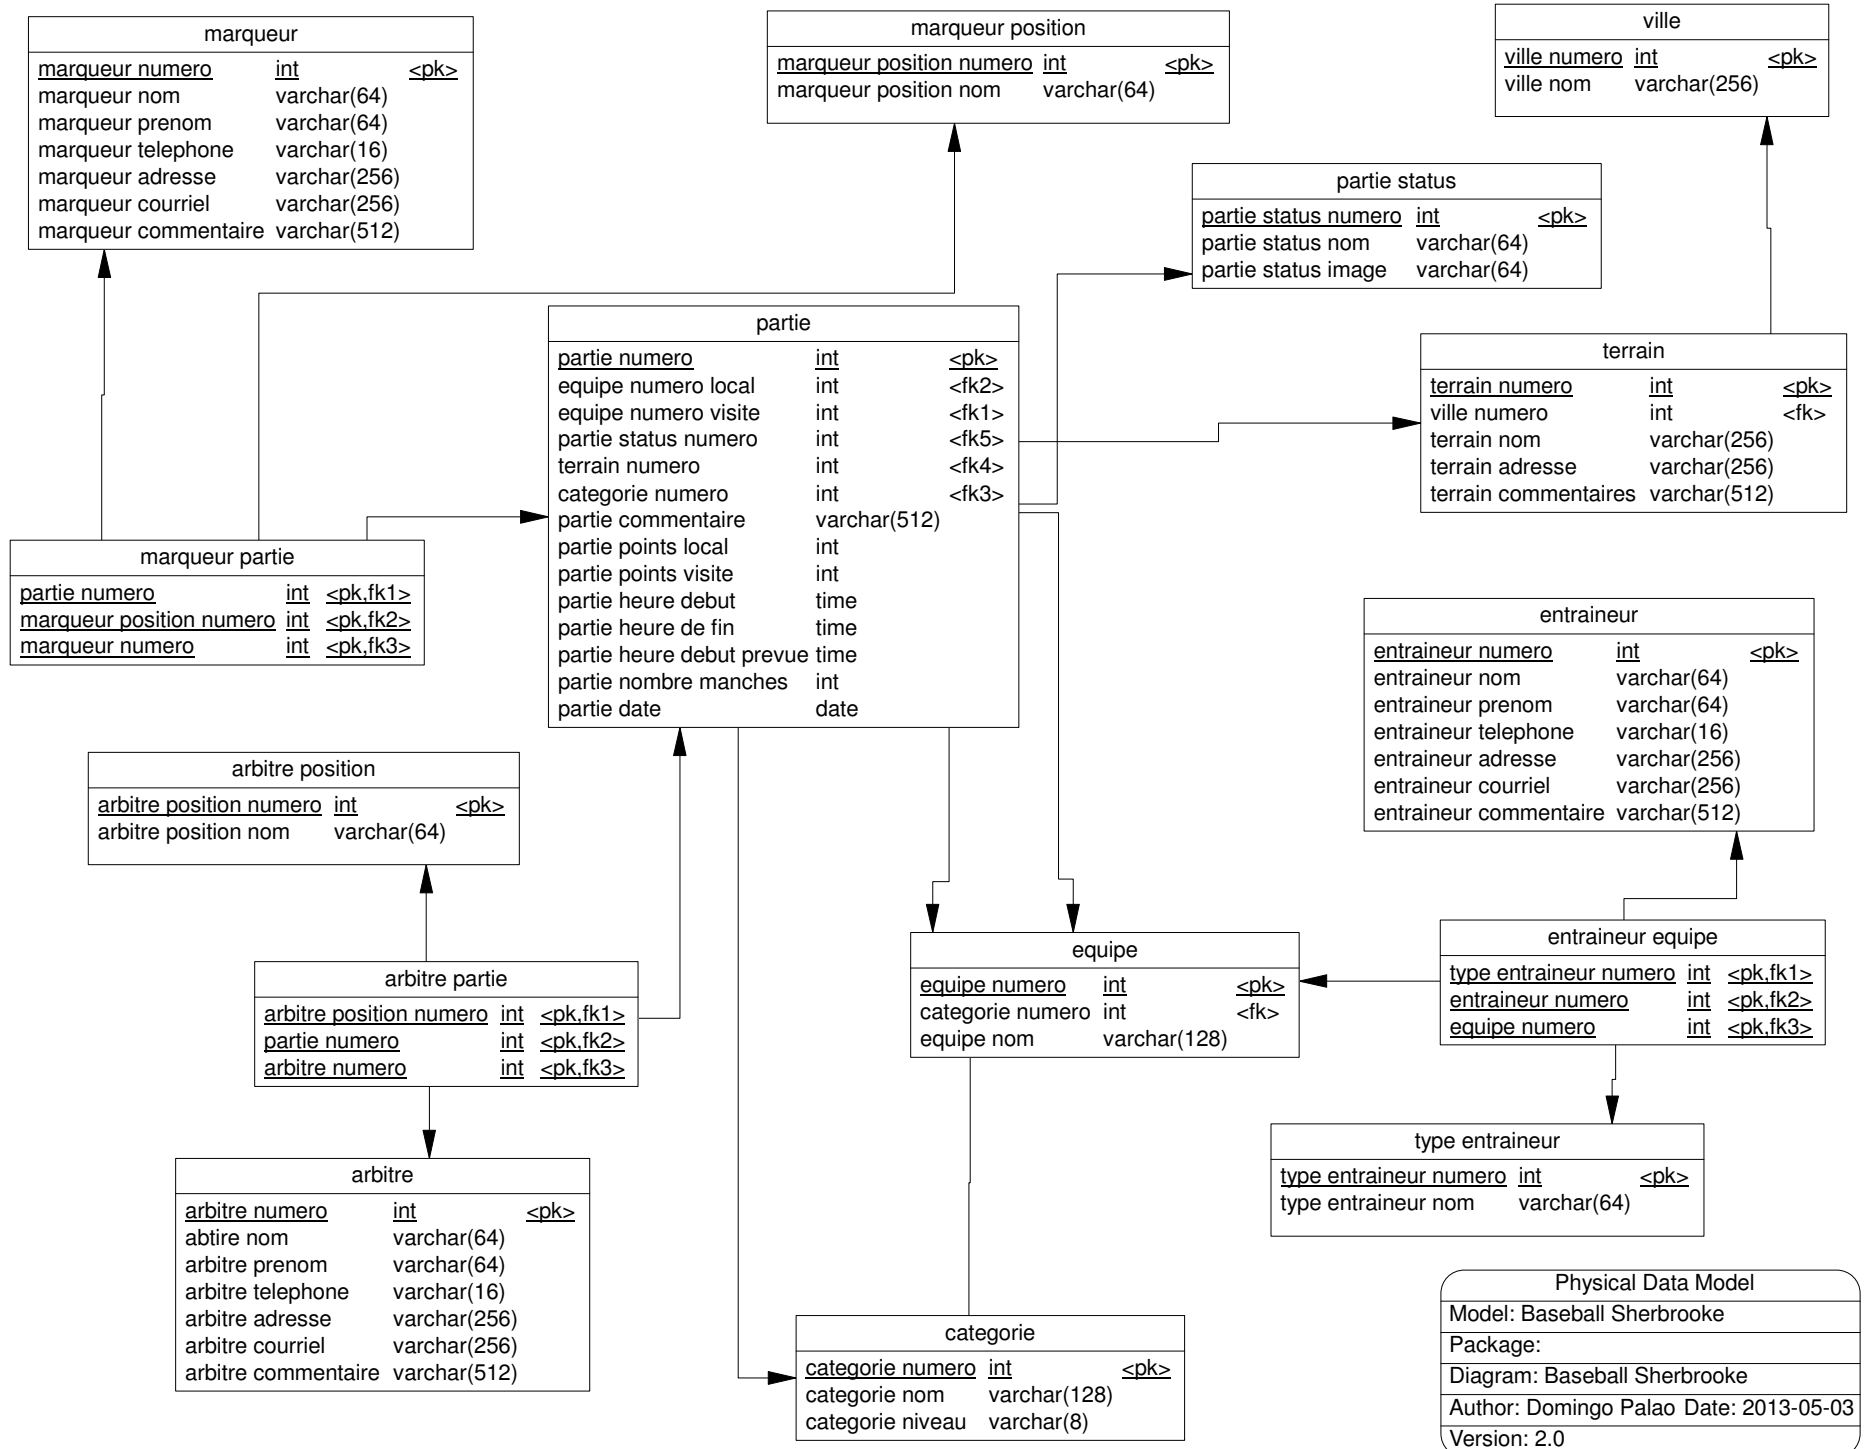 marqueur
marqueur numero int <pk>
marqueur nom varchar(64)
marqueur prenom varchar(64)
marqueur telephone varchar(16)
marqueur adresse varchar(256)
marqueur courriel varchar(256)
marqueur commentaire varchar(512)
marqueur position
marqueur position numero int <pk>
marqueur position nom varchar(64)
ville
ville numero int <pk>
ville nom varchar(256)
partie status
partie status numero int <pk>
partie status nom varchar(64)
partie status image varchar(64)
partie
partie numero int <pk>
equipe numero local int <fk2>
equipe numero visite int <fk1>
partie status numero int <fk5>
terrain numero int <fk4>
categorie numero int <fk3>
partie commentaire varchar(512)
partie points local int
partie points visite int
partie heure debut time
partie heure de fin time
partie heure debut prevue time
partie nombre manches int
partie date date
terrain
terrain numero int <pk>
ville numero int <fk>
terrain nom varchar(256)
terrain adresse varchar(256)
terrain commentaires varchar(512)
marqueur partie
partie numero int <pk,fk1>
marqueur position numero int <pk,fk2>
marqueur numero int <pk,fk3>
entraineur
entraineur numero int <pk>
entraineur nom varchar(64)
entraineur prenom varchar(64)
entraineur telephone varchar(16)
entraineur adresse varchar(256)
entraineur courriel varchar(256)
entraineur commentaire varchar(512)
arbitre position
arbitre position numero int <pk>
arbitre position nom varchar(64)
arbitre partie
arbitre position numero int <pk,fk1>
partie numero int <pk,fk2>
arbitre numero int <pk,fk3>
equipe
equipe numero int <pk>
categorie numero int <fk>
equipe nom varchar(128)
entraineur equipe
type entraineur numero int <pk,fk1>
entraineur numero int <pk,fk2>
equipe numero int <pk,fk3>
type entraineur
type entraineur numero int <pk>
type entraineur nom varchar(64)
arbitre
arbitre numero int <pk>
abtire nom varchar(64)
arbitre prenom varchar(64)
arbitre telephone varchar(16)
arbitre adresse varchar(256)
arbitre courriel varchar(256)
arbitre commentaire varchar(512)
categorie
categorie numero int <pk>
categorie nom varchar(128)
categorie niveau varchar(8)
Physical Data Model
Model: Baseball Sherbrooke
Package:
Diagram: Baseball Sherbrooke
Author: Domingo Palao Date: 2013-05-03
Version: 2.0